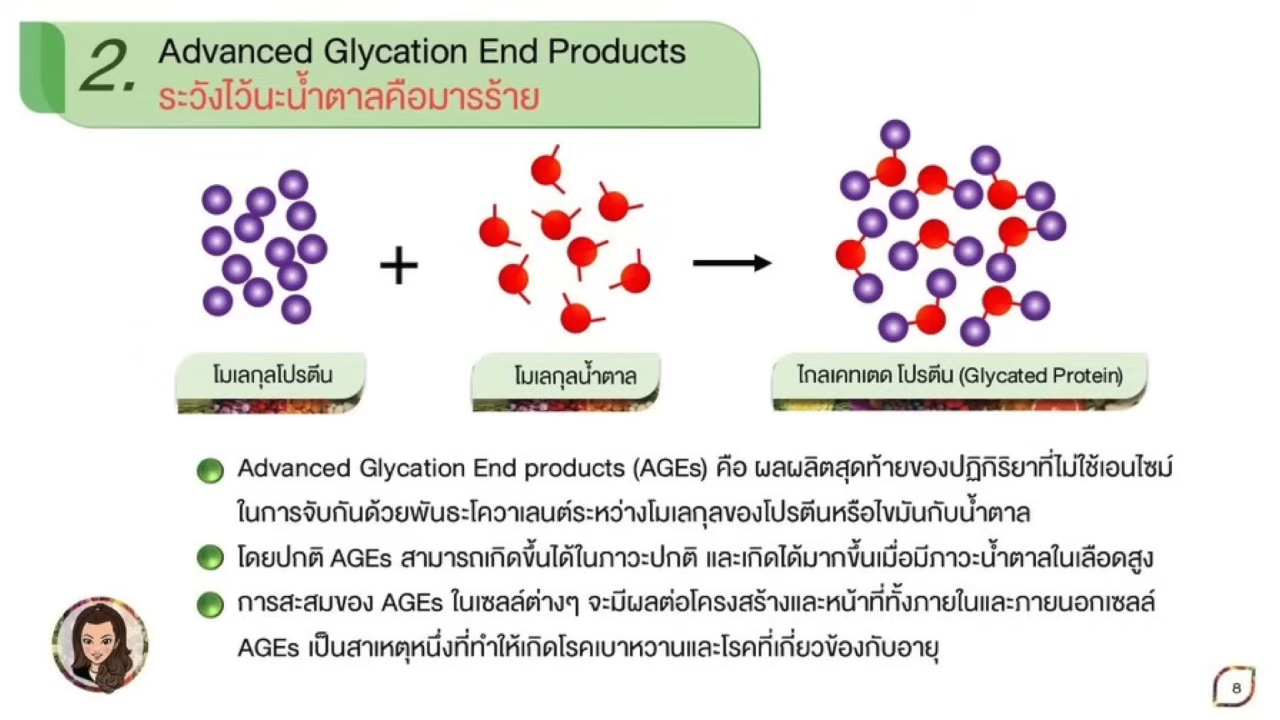 2.
Advanced Glycation End Products
ระวังไว้นะน้ำตาลคือมารร้าย
+
โมเลกุลโปรตีน
โมเลกุลน้ำตาล
ไกลเคทเตด โปรตีน (Glycated Protein)
Advanced Glycation End products (AGEs) คือ ผลผลิตสุดท้ายของปฏิกิริยาที่ไม่ใช้เอนไซม์
ในการจับกันด้วยพันธะโควาเลนต์ระหว่างโมเลกุลของโปรตีนหรือไขมันกับน้ำตาล
โดยปกติ AGEs สามารถเกิดขึ้นได้ในภาวะปกติ และเกิดได้มากขึ้นเมื่อมีภาวะน้ำตาลในเลือดสูง
การสะสมของ AGEs ในเซลล์ต่างๆ จะมีผลต่อโครงสร้างและหน้าที่ทั้งภายในและภายนอกเซลล์
AGEs เป็นสาเหตุหนึ่งที่ทำให้เกิดโรคเบาหวานและโรคที่เกี่ยวข้องกับอายุ
8